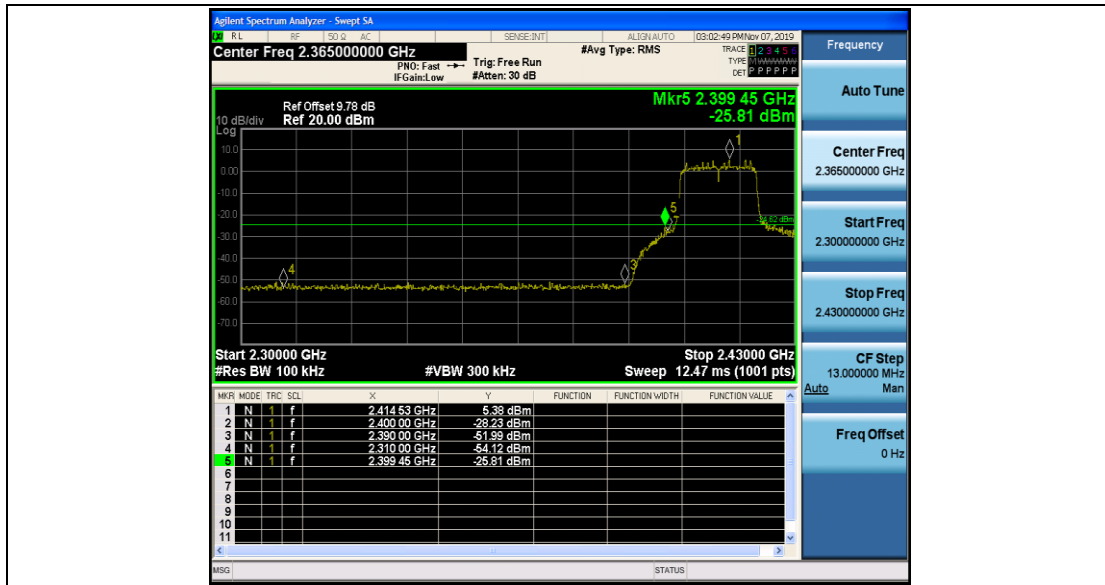 Agilent Spectrum Analyzer - Swept SA
RL RF 50 Ω AC SENSE:INT ALIGN AUTO 03:02:49 PM Nov 07, 2019
Center Freq 2.365000000 GHz
PNO: Fast
IFGain:Low
Trig: Free Run
#Atten: 30 dB
#Avg Type: RMS
TRACE 1 2 3 4 5 6
TYPE M WWWWW
DET P P P P P P
Frequency
Auto Tune
Center Freq
2.365000000 GHz
Start Freq
2.300000000 GHz
Stop Freq
2.430000000 GHz
CF Step
13.000000 MHz
Auto Man
Freq Offset
0 Hz
Mkr5 2.399 45 GHz
-25.81 dBm
Ref Offset 9.78 dB
10 dB/div Ref 20.00 dBm
Log
10.0
0.00
-10.0
-20.0
-30.0
-40.0
-50.0
-60.0
-70.0
1
5
3
4
-24.62 dBm
Start 2.30000 GHz Stop 2.43000 GHz
#Res BW 100 kHz #VBW 300 kHz Sweep 12.47 ms (1001 pts)
MKR MODE TRC SCL X Y FUNCTION FUNCTION WIDTH FUNCTION VALUE
1 N 1 f 2.414 53 GHz 5.38 dBm
2 N 1 f 2.400 00 GHz -28.23 dBm
3 N 1 f 2.390 00 GHz -51.99 dBm
4 N 1 f 2.310 00 GHz -54.12 dBm
5 N 1 f 2.399 45 GHz -25.81 dBm
6
7
8
9
10
11
MSG STATUS